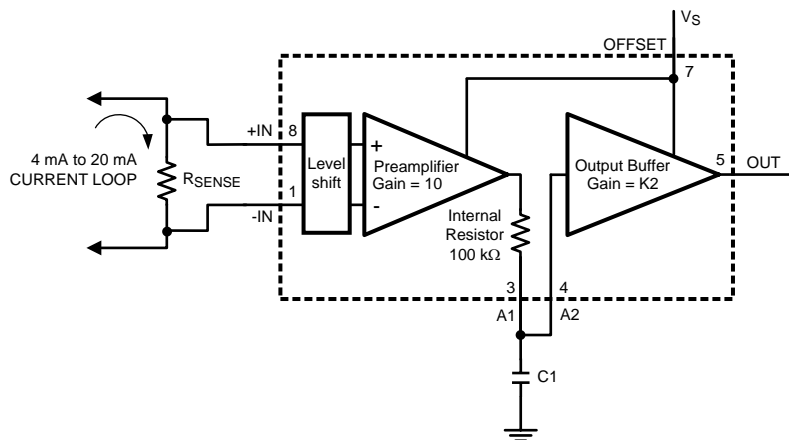 VS
OFFSET
7
+IN
8
4 mA to 20 mA
CURRENT LOOP
RSENSE
Level
shift
+
Preamplifier
Gain = 10
-
Output Buffer
Gain = K2
5
OUT
1
-IN
Internal
Resistor
100 kΩ
3
4
A1
A2
C1